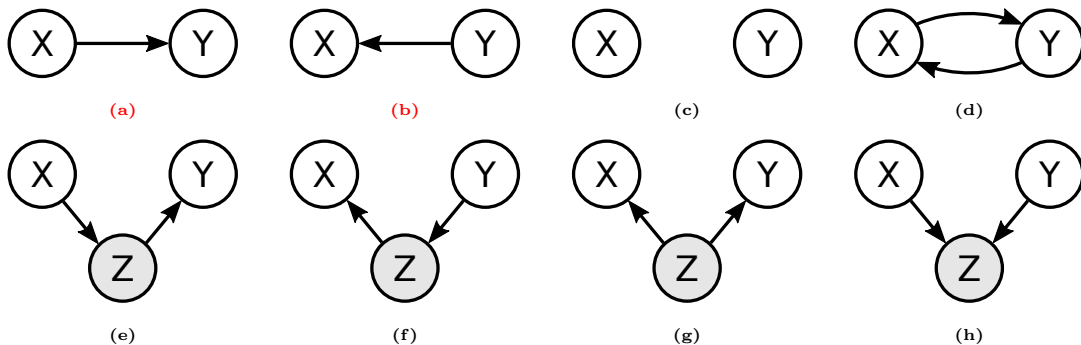 X Y X Y X Y X Y
(a) (b) (c) (d)
X Y X Y X Y X Y
Z Z Z Z
(e) (f) (g) (h)